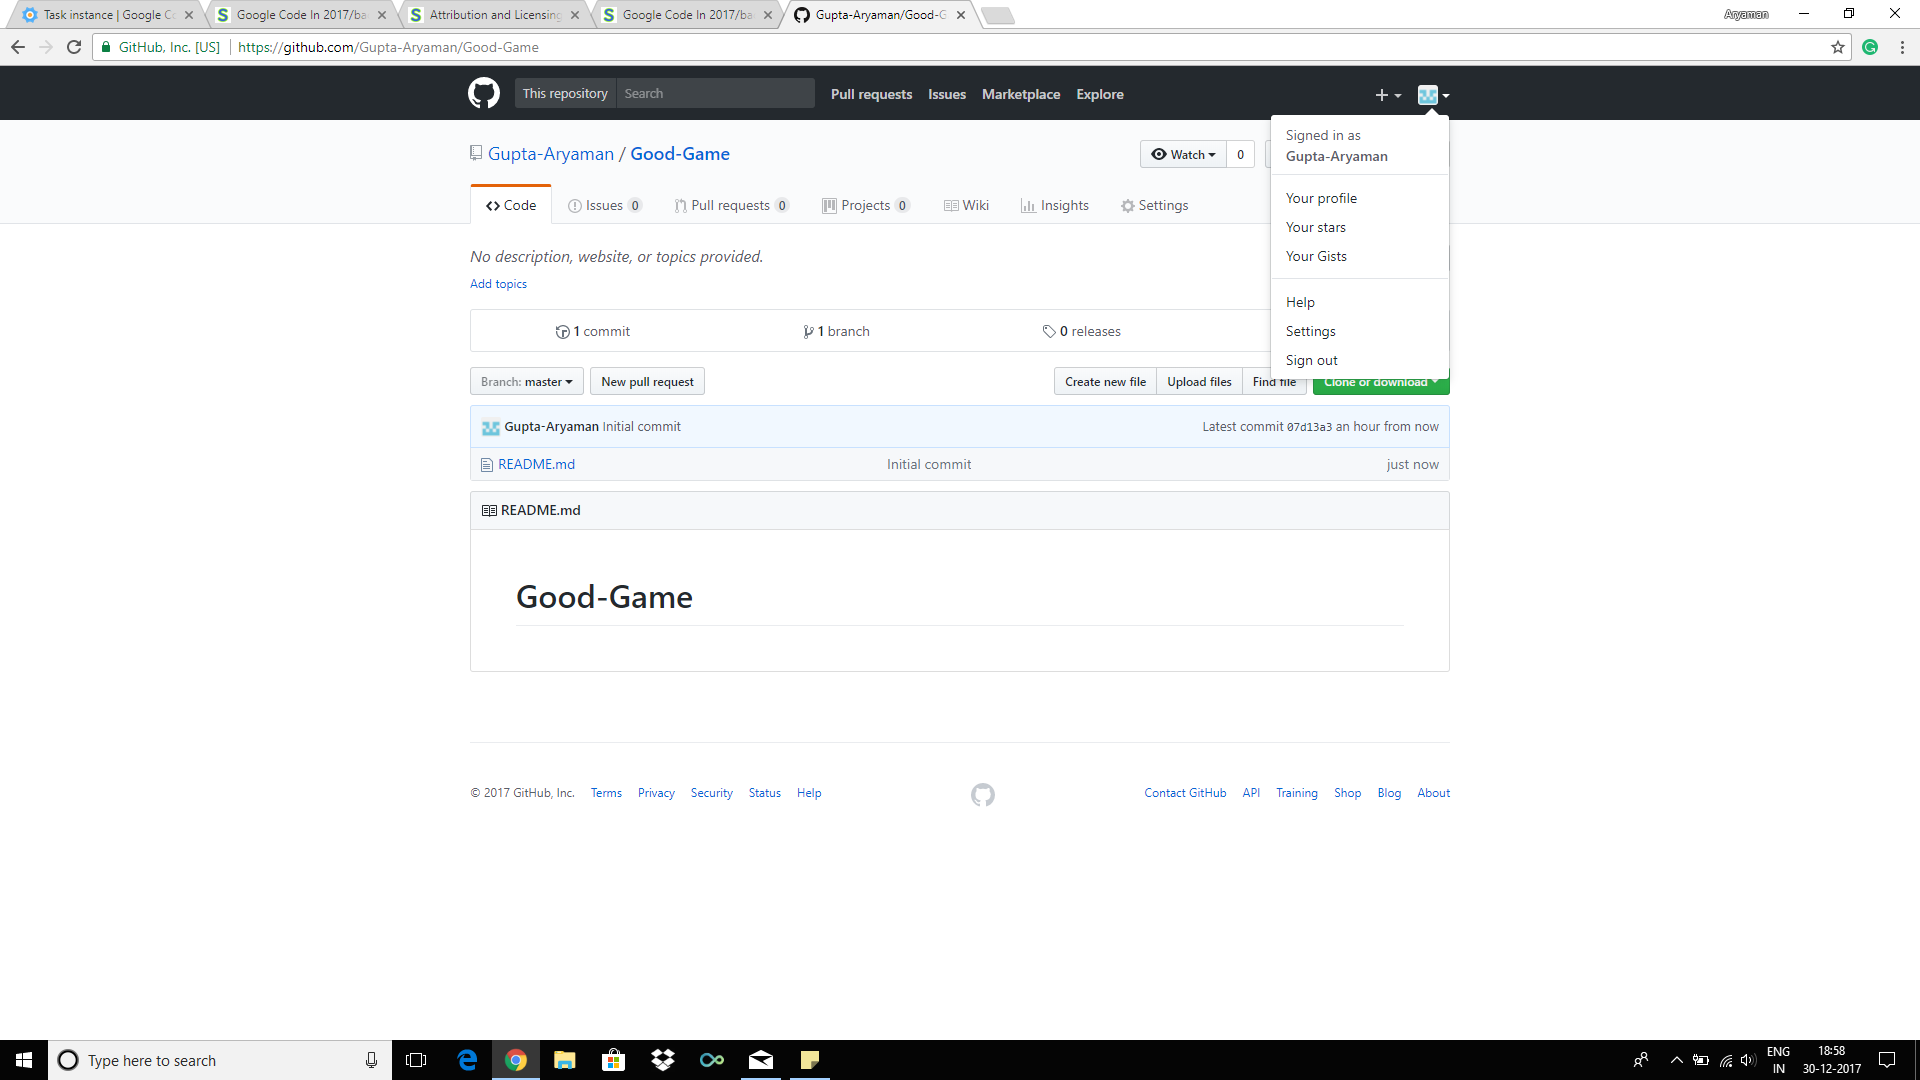 Task instance | Google Co
Google Code In 2017/ba
Attribution and Licensing
Google Code In 2017/ba
Gupta-Aryaman/Good-G
Aryaman
GitHub, Inc. [US]
https://github.com/Gupta-Aryaman/Good-Game
This repository
Search
Pull requests
Issues
Marketplace
Explore
Signed in as
Gupta-Aryaman
Your profile
Your stars
Your Gists
Help
Settings
Sign out
Gupta-Aryaman / Good-Game
Watch
0
Code
Issues 0
Pull requests 0
Projects 0
Wiki
Insights
Settings
No description, website, or topics provided.
Add topics
1 commit
1 branch
0 releases
Branch: master
New pull request
Create new file
Upload files
Find file
Clone or download
Gupta-Aryaman Initial commit
Latest commit 07d13a3 an hour from now
README.md
Initial commit
just now
README.md
Good-Game
© 2017 GitHub, Inc.
Terms
Privacy
Security
Status
Help
Contact GitHub
API
Training
Shop
Blog
About
Type here to search
ENG
IN
18:58
30-12-2017